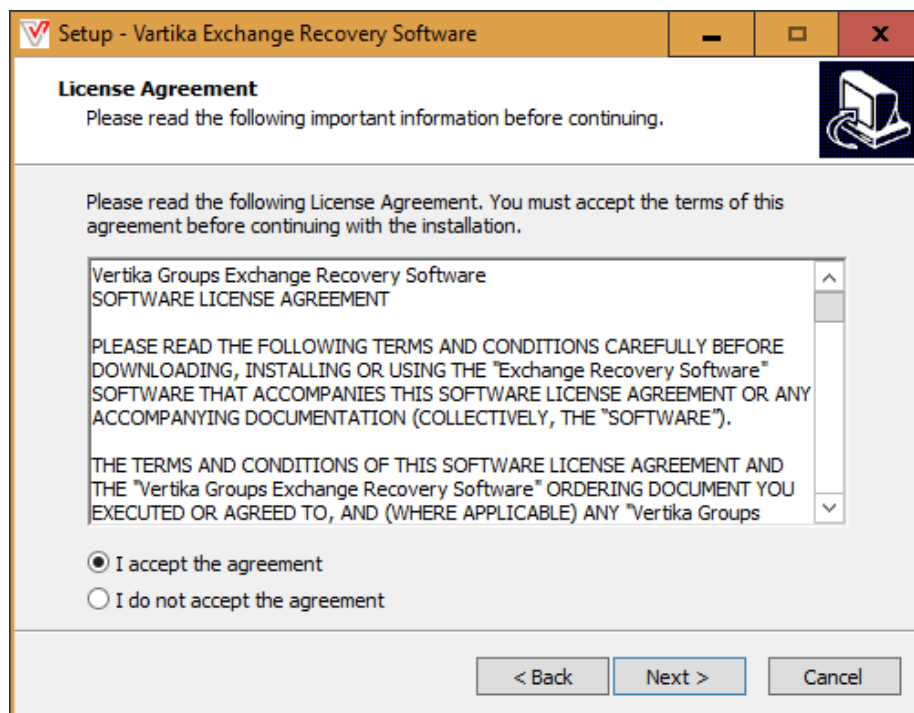 Setup - Vartika Exchange Recovery Software
License Agreement
Please read the following important information before continuing.
Please read the following License Agreement. You must accept the terms of this
agreement before continuing with the installation.
Vertika Groups Exchange Recovery Software
SOFTWARE LICENSE AGREEMENT
PLEASE READ THE FOLLOWING TERMS AND CONDITIONS CAREFULLY BEFORE
DOWNLOADING, INSTALLING OR USING THE "Exchange Recovery Software"
SOFTWARE THAT ACCOMPANIES THIS SOFTWARE LICENSE AGREEMENT OR ANY
ACCOMPANYING DOCUMENTATION (COLLECTIVELY, THE “SOFTWARE”).
THE TERMS AND CONDITIONS OF THIS SOFTWARE LICENSE AGREEMENT AND
THE "Vertika Groups Exchange Recovery Software" ORDERING DOCUMENT YOU
EXECUTED OR AGREED TO, AND (WHERE APPLICABLE) ANY "Vertika Groups
I accept the agreement
I do not accept the agreement
< Back Next > Cancel